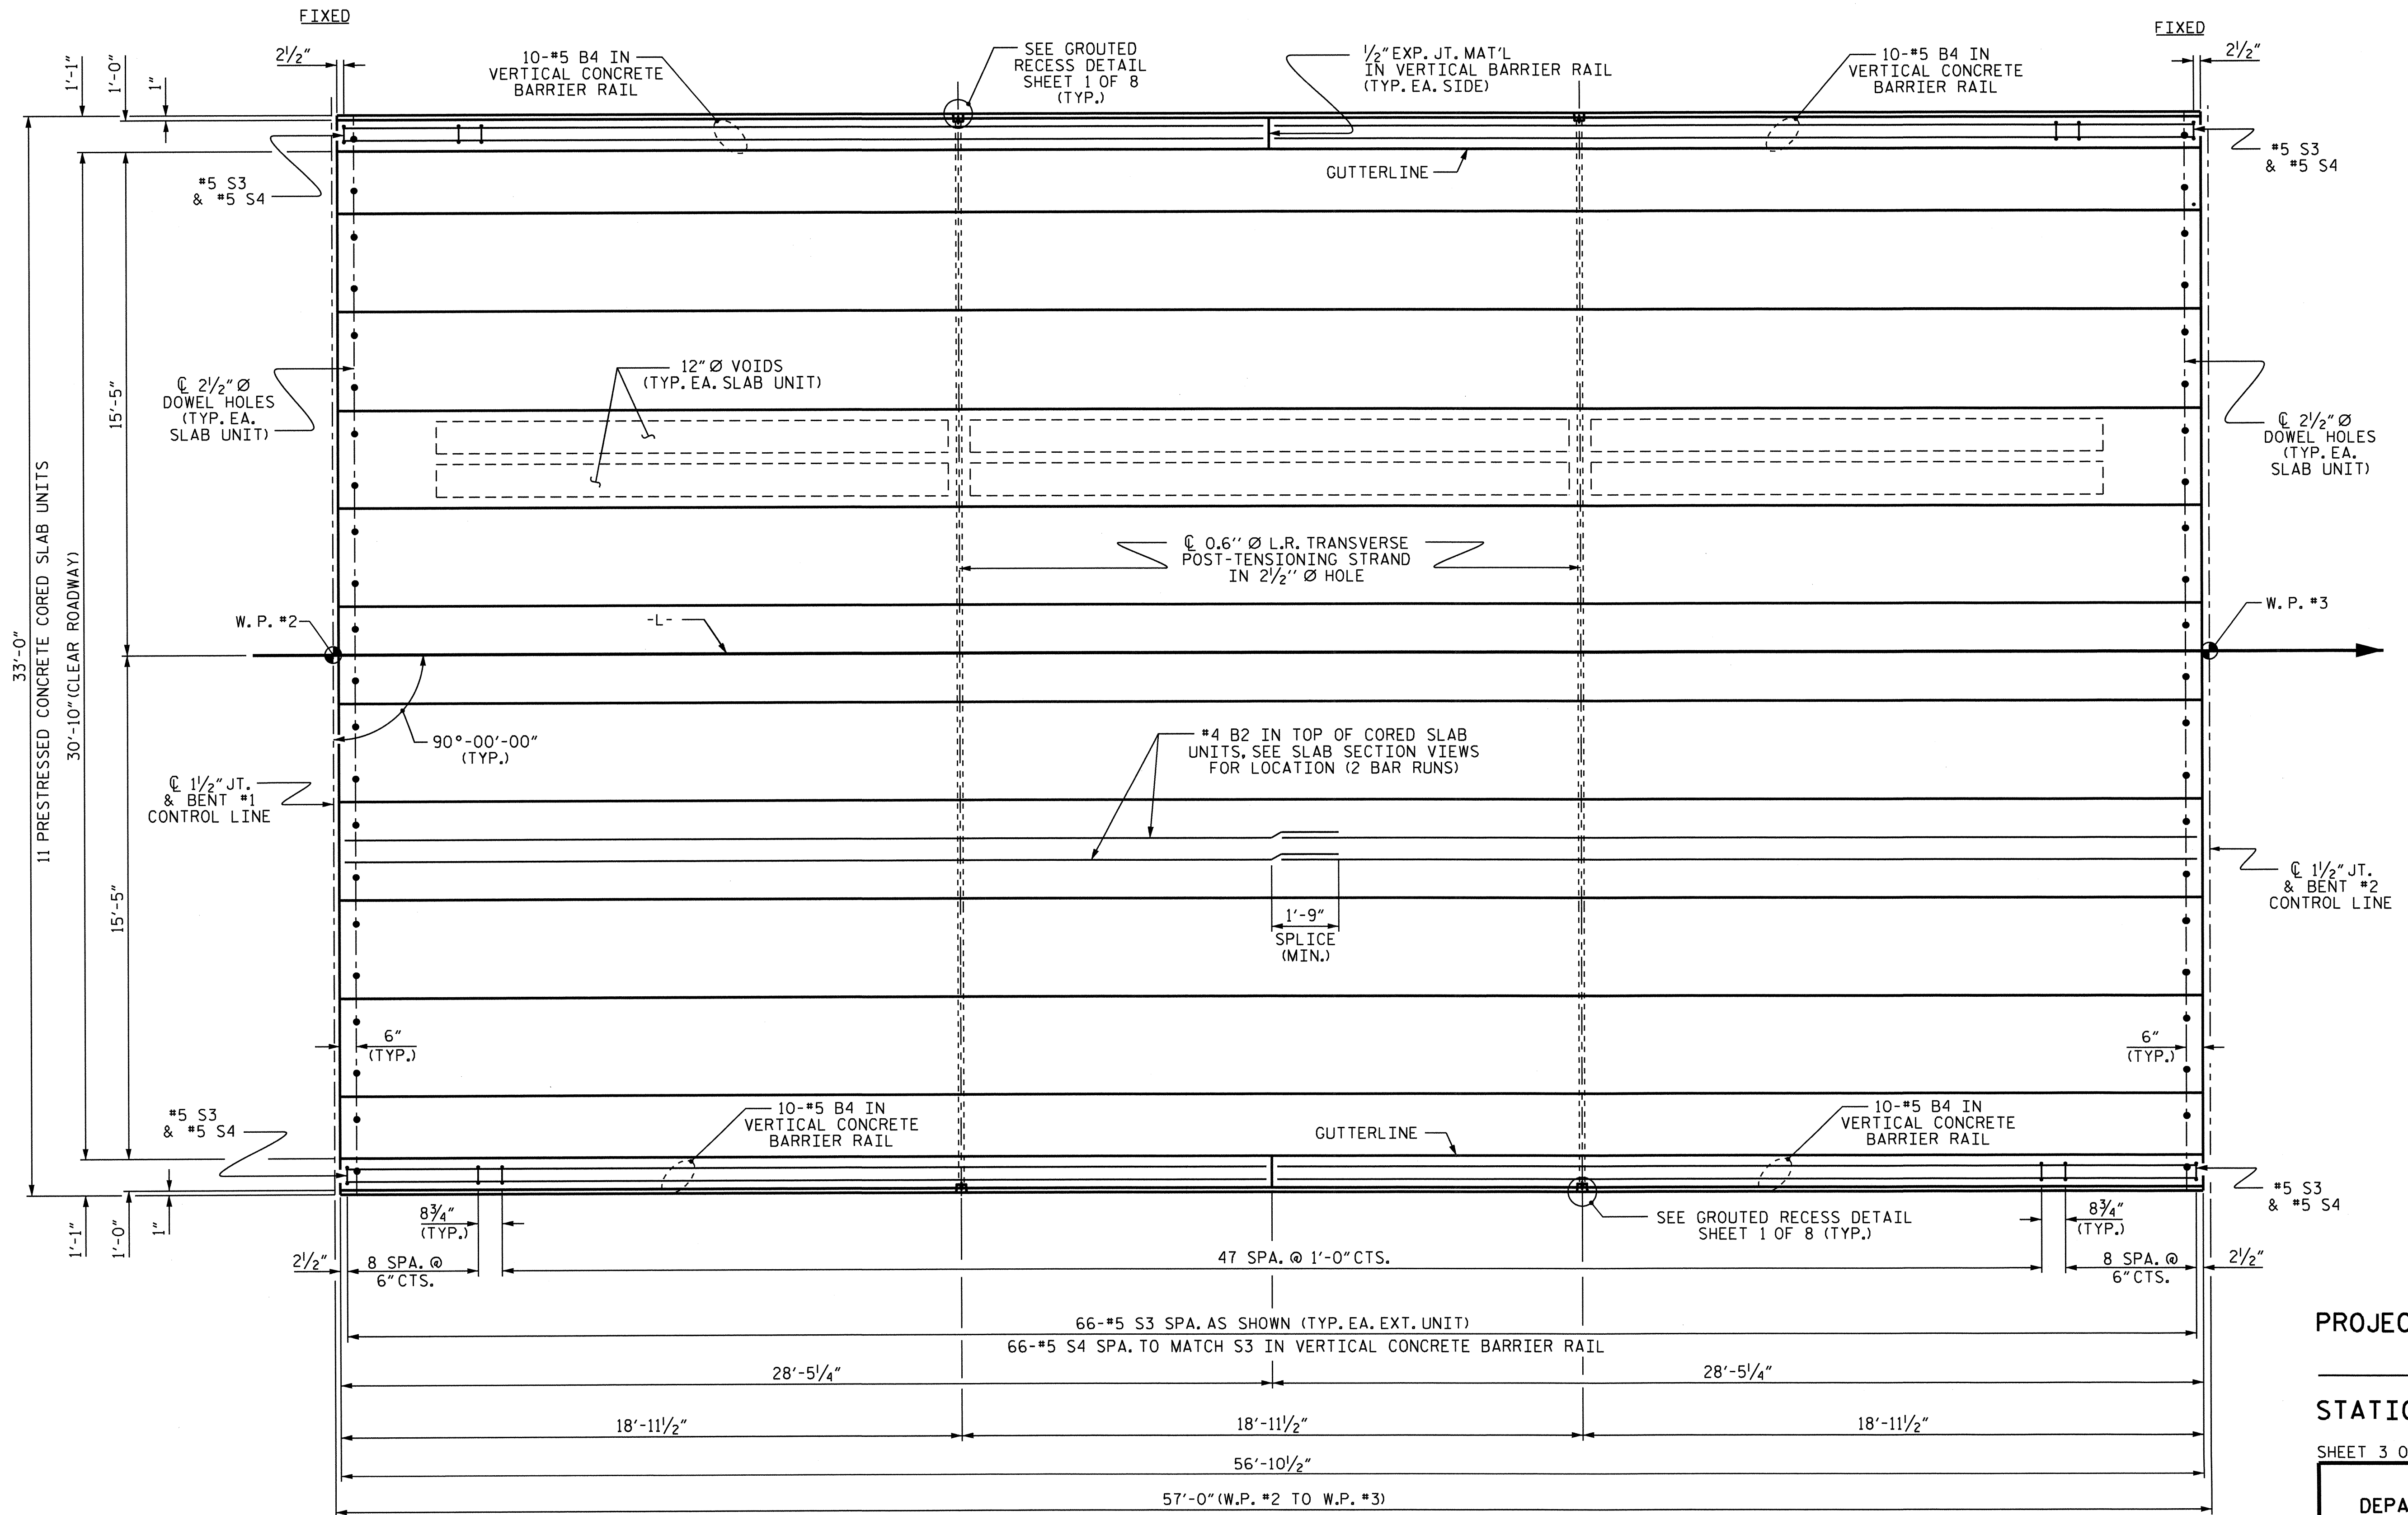 FIXED
FIXED
2½"
10-#5 B4 IN
VERTICAL CONCRETE
BARRIER RAIL
SEE GROUTED
RECESS DETAIL
SHEET 1 OF 8
(TYP.)
½" EXP. JT. MAT'L
IN VERTICAL BARRIER RAIL
(TYP. EA. SIDE)
10-#5 B4 IN
VERTICAL CONCRETE
BARRIER RAIL
2½"
1'-1"
1'-0"
1"
#5 S3
& #5 S4
GUTTERLINE
#5 S3
& #5 S4
33'-0"
11 PRESTRESSED CONCRETE CORED SLAB UNITS
30'-10" (CLEAR ROADWAY)
15'-5"
℄ 2½" Ø
DOWEL HOLES
(TYP. EA.
SLAB UNIT)
12" Ø VOIDS
(TYP. EA. SLAB UNIT)
℄ 2½" Ø
DOWEL HOLES
(TYP. EA.
SLAB UNIT)
℄ 0.6'' Ø L.R. TRANSVERSE
POST-TENSIONING STRAND
IN 2½'' Ø HOLE
W. P. #2
-L-
W. P. #3
90°-00'-00"
(TYP.)
℄ 1½" JT.
& BENT #1
CONTROL LINE
#4 B2 IN TOP OF CORED SLAB
UNITS, SEE SLAB SECTION VIEWS
FOR LOCATION (2 BAR RUNS)
℄ 1½" JT.
& BENT #2
CONTROL LINE
15'-5"
1'-9"
SPLICE
(MIN.)
6"
(TYP.)
6"
(TYP.)
#5 S3
& #5 S4
10-#5 B4 IN
VERTICAL CONCRETE
BARRIER RAIL
GUTTERLINE
10-#5 B4 IN
VERTICAL CONCRETE
BARRIER RAIL
#5 S3
& #5 S4
1'-1"
1'-0"
1"
8¾"
(TYP.)
SEE GROUTED RECESS DETAIL
SHEET 1 OF 8 (TYP.)
8¾"
(TYP.)
2½"
8 SPA. @
6" CTS.
47 SPA. @ 1'-0" CTS.
8 SPA. @
6" CTS.
2½"
66-#5 S3 SPA. AS SHOWN (TYP. EA. EXT. UNIT)
66-#5 S4 SPA. TO MATCH S3 IN VERTICAL CONCRETE BARRIER RAIL
28'-5¼"
28'-5¼"
18'-11½"
18'-11½"
18'-11½"
56'-10½"
57'-0" (W.P. #2 TO W.P. #3)
PROJEC
STATIO
SHEET 3 O
DEPA